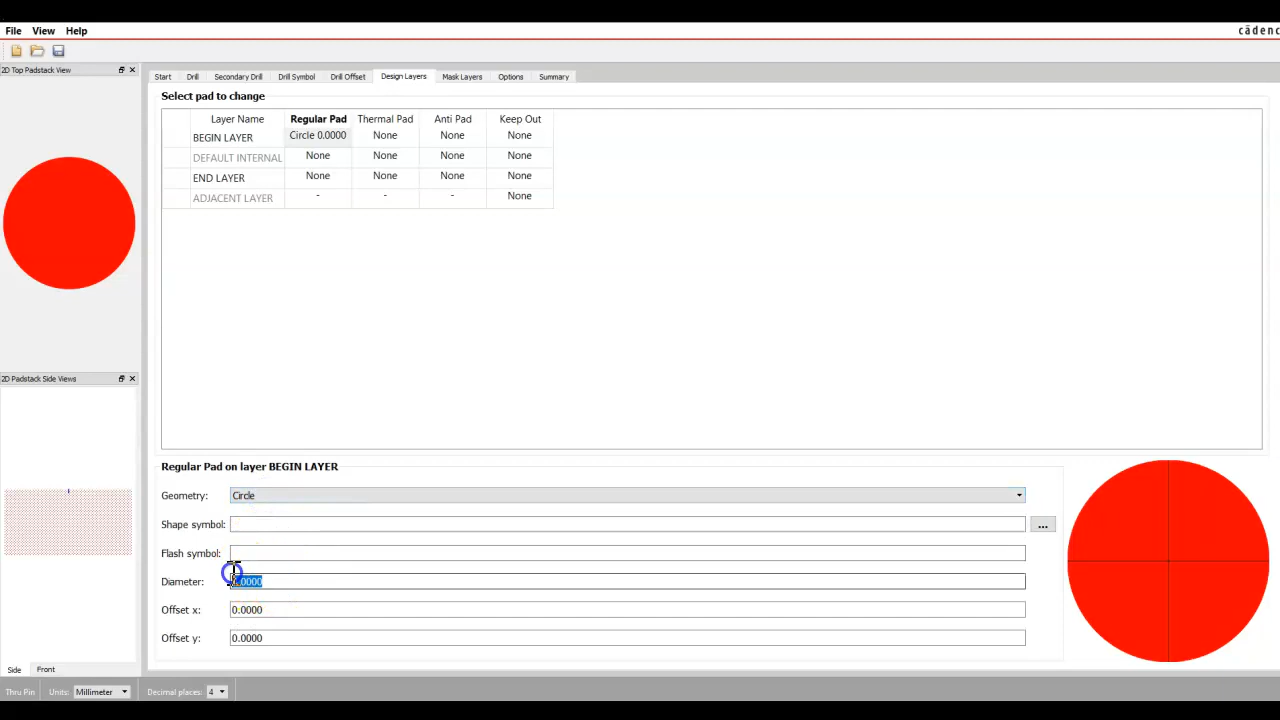 File View Help
cādenc
2D Top Padstack View
Start Drill Secondary Drill Drill Symbol Drill Offset Design Layers Mask Layers Options Summary
Select pad to change
Layer Name Regular Pad Thermal Pad Anti Pad Keep Out
BEGIN LAYER Circle 0.0000 None None None
DEFAULT INTERNAL None None None None
END LAYER None None None None
ADJACENT LAYER - - - None
2D Padstack Side Views
Regular Pad on layer BEGIN LAYER
Geometry: Circle
Shape symbol: ...
Flash symbol:
Diameter: 0.0000
Offset x: 0.0000
Offset y: 0.0000
Side Front
Thru Pin Units: Millimeter Decimal places: 4